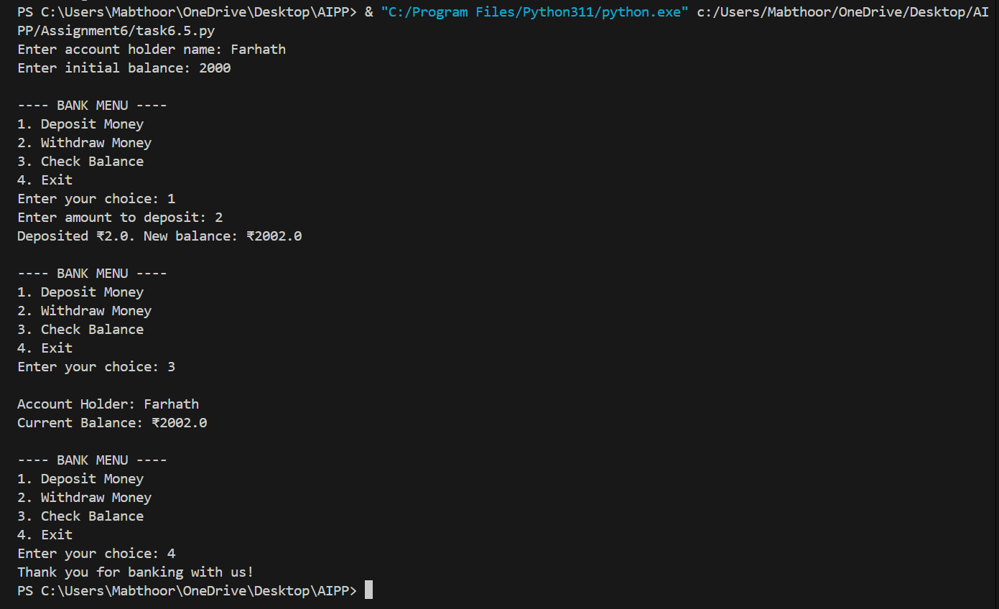 PS C:\Users\Mabthoor\OneDrive\Desktop\AIPP> & "C:/Program Files/Python311/python.exe" c:/Users/Mabthoor/OneDrive/Desktop/AI
PP/Assignment6/task6.5.py
Enter account holder name: Farhath
Enter initial balance: 2000

---- BANK MENU ----
1. Deposit Money
2. Withdraw Money
3. Check Balance
4. Exit
Enter your choice: 1
Enter amount to deposit: 2
Deposited ₹2.0. New balance: ₹2002.0

---- BANK MENU ----
1. Deposit Money
2. Withdraw Money
3. Check Balance
4. Exit
Enter your choice: 3

Account Holder: Farhath
Current Balance: ₹2002.0

---- BANK MENU ----
1. Deposit Money
2. Withdraw Money
3. Check Balance
4. Exit
Enter your choice: 4
Thank you for banking with us!
PS C:\Users\Mabthoor\OneDrive\Desktop\AIPP>